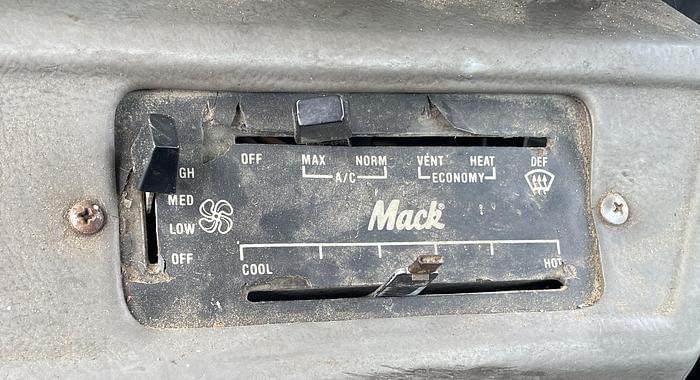 OFF MAX NORM VENT HEAT DEF
A/C ECONOMY
GH
MED
LOW
OFF
Mack
COOL HOT